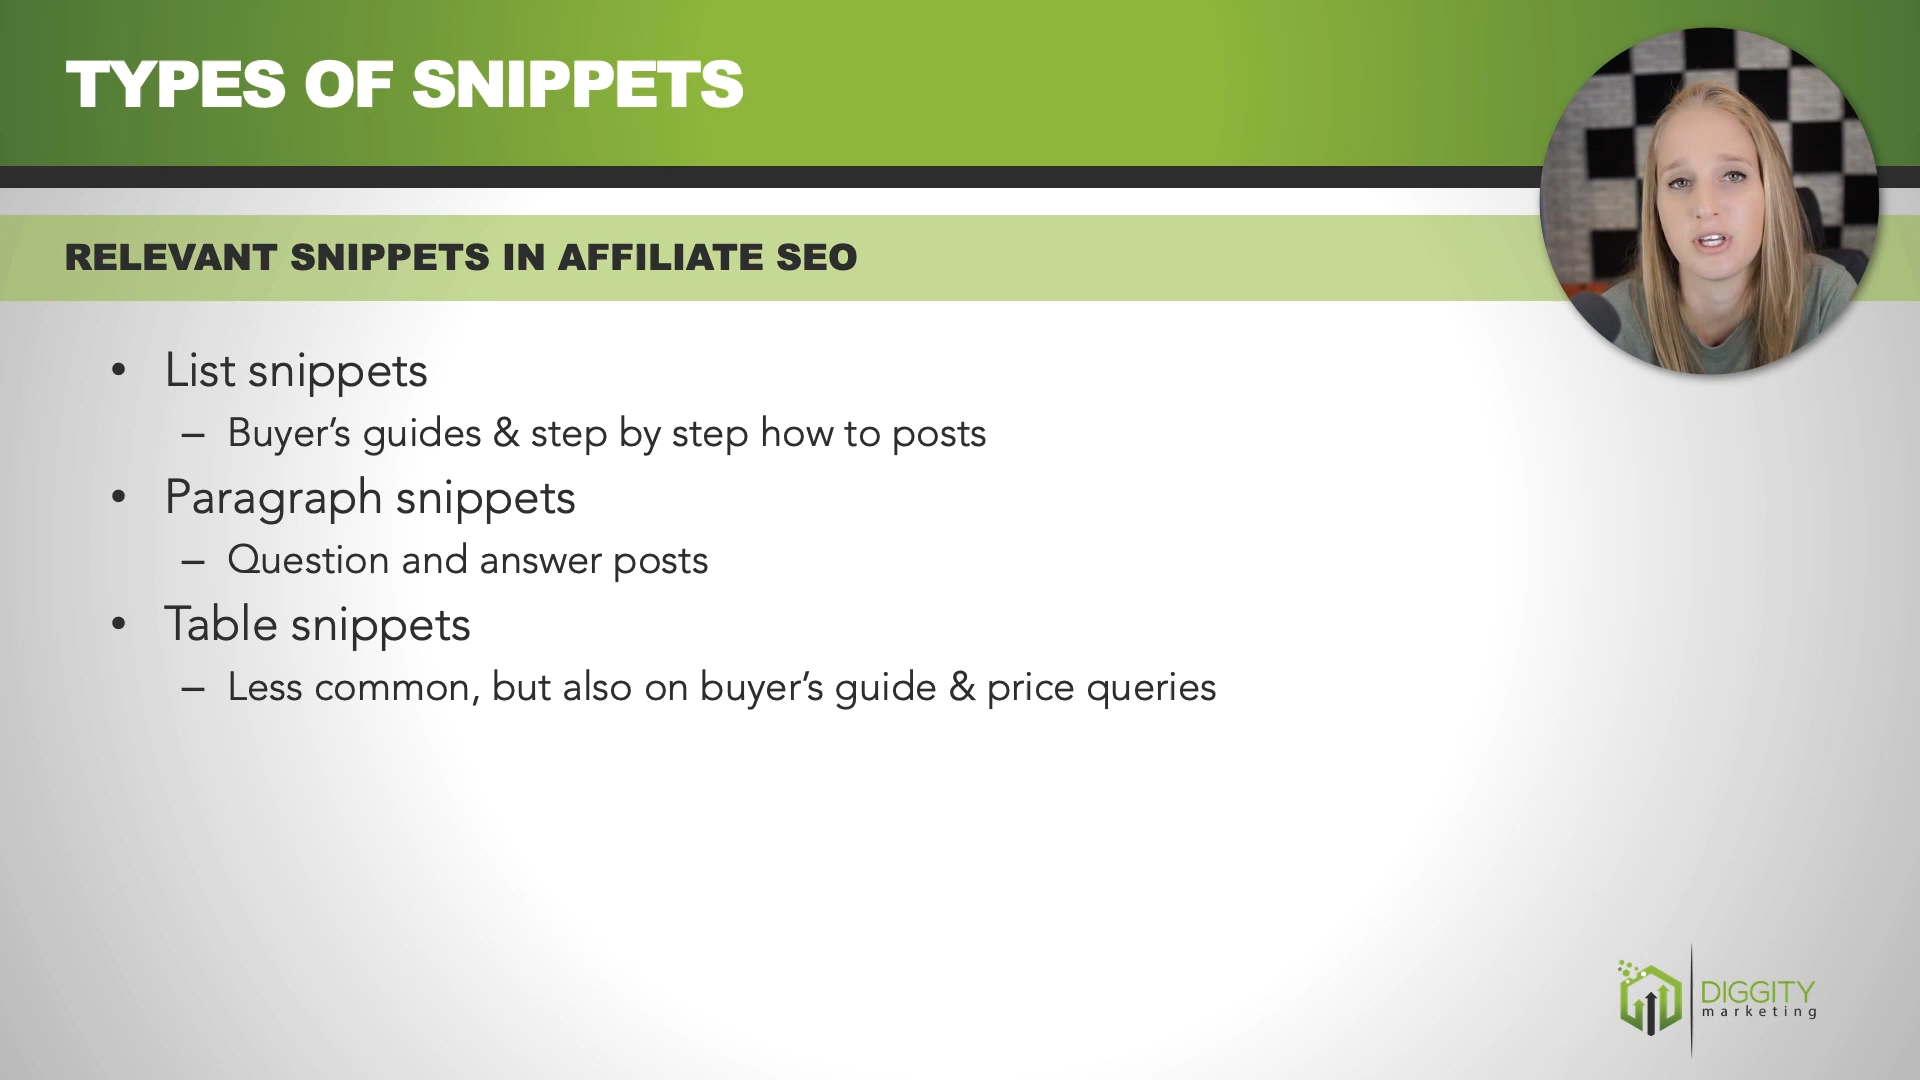 TYPES OF SNIPPETS
RELEVANT SNIPPETS IN AFFILIATE SEO
• List snippets
– Buyer’s guides & step by step how to posts
• Paragraph snippets
– Question and answer posts
• Table snippets
– Less common, but also on buyer’s guide & price queries
DIGGITY
marketing